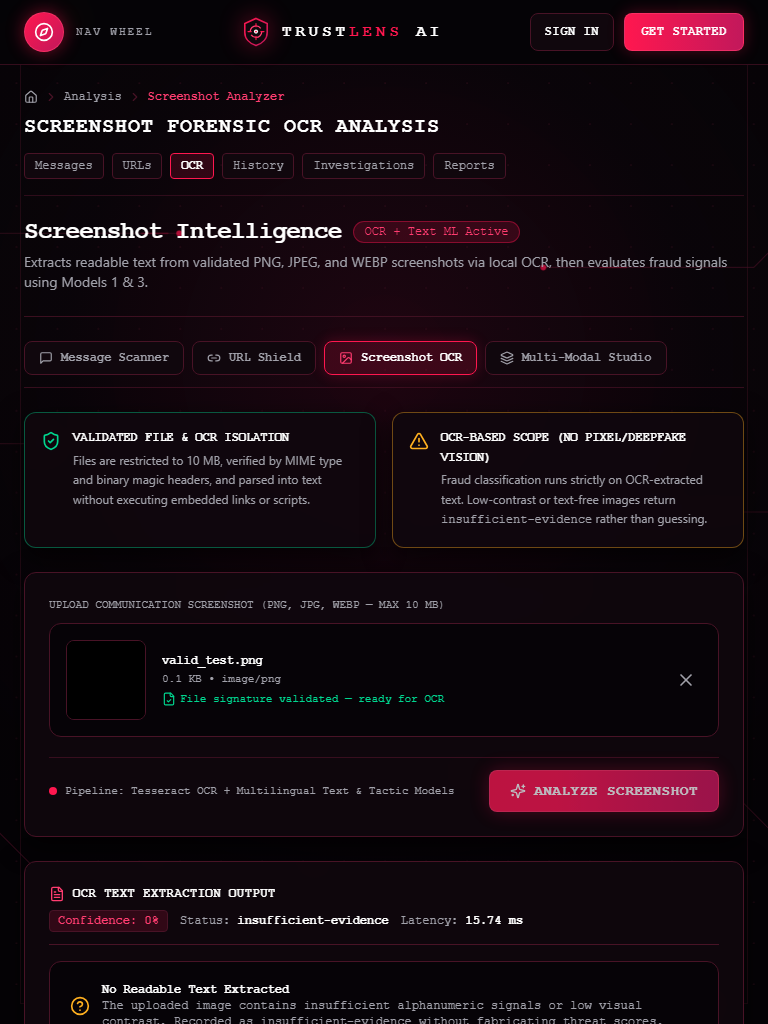 NAV WHEEL
TRUSTLENS AI
SIGN IN
GET STARTED
Analysis
Screenshot Analyzer
SCREENSHOT FORENSIC OCR ANALYSIS
Messages
URLs
OCR
History
Investigations
Reports
Screenshot Intelligence
OCR + Text ML Active
Extracts readable text from validated PNG, JPEG, and WEBP screenshots via local OCR, then evaluates fraud signals
using Models 1 & 3.
Message Scanner
URL Shield
Screenshot OCR
Multi-Modal Studio
VALIDATED FILE & OCR ISOLATION
Files are restricted to 10 MB, verified by MIME type
and binary magic headers, and parsed into text
without executing embedded links or scripts.
OCR-BASED SCOPE (NO PIXEL/DEEPFAKE
VISION)
Fraud classification runs strictly on OCR-extracted
text. Low-contrast or text-free images return
insufficient-evidence rather than guessing.
UPLOAD COMMUNICATION SCREENSHOT (PNG, JPG, WEBP — MAX 10 MB)
valid_test.png
0.1 KB • image/png
File signature validated — ready for OCR
Pipeline: Tesseract OCR + Multilingual Text & Tactic Models
ANALYZE SCREENSHOT
OCR TEXT EXTRACTION OUTPUT
Confidence: 0%
Status: insufficient-evidence
Latency: 15.74 ms
No Readable Text Extracted
The uploaded image contains insufficient alphanumeric signals or low visual
contrast. Recorded as insufficient-evidence without fabricating threat scores.